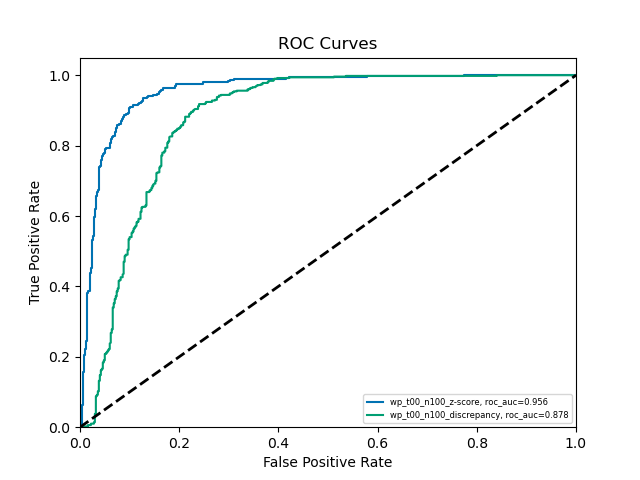 ROC Curves
True Positive Rate
1.0
0.8
0.6
0.4
0.2
0.0
0.0 0.2 0.4 0.6 0.8 1.0
False Positive Rate
wp_t00_n100_z-score, roc_auc=0.956
wp_t00_n100_discrepancy, roc_auc=0.878